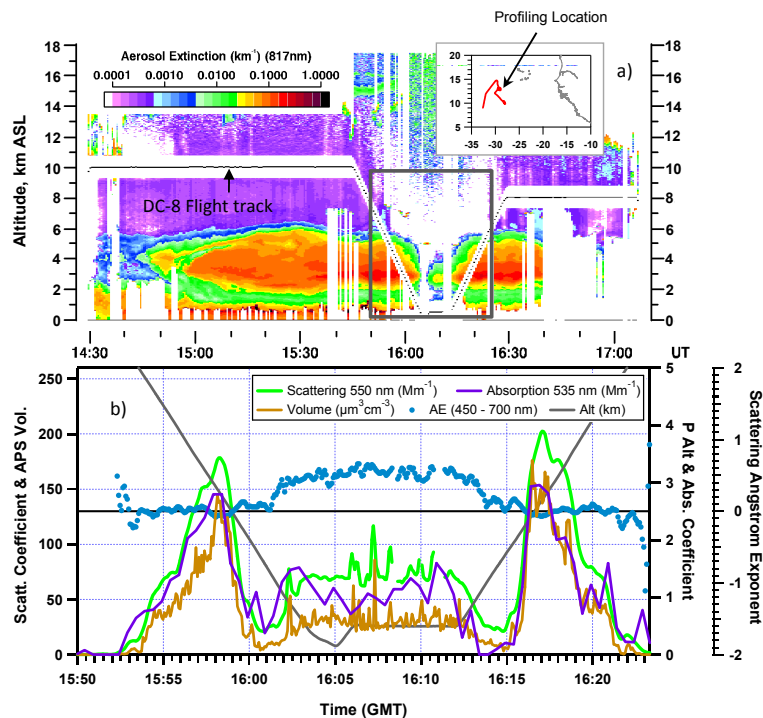 Profiling Location
18
16
14
12
10
8
6
4
2
0
Altitude, km ASL
Aerosol Extinction (km⁻¹) (817nm)
0.0001 0.0010 0.0100 0.1000 1.0000
20
15
10
5
-35 -30 -25 -20 -15 -10
a)
DC-8 Flight track
18
16
14
12
10
8
6
4
2
0
14:30 15:00 15:30 16:00 16:30 17:00
UT
b)
Scattering 550 nm (Mm⁻¹) Absorption 535 nm (Mm⁻¹)
Volume (µm³cm⁻³) AE (450 - 700 nm) Alt (km)
250
200
150
100
50
0
Scatt. Coefficient & APS Vol.
5
4
3
2
1
0
P Alt & Abs. Coefficient
2
1
0
-1
-2
Scattering Angstrom Exponent
15:50 15:55 16:00 16:05 16:10 16:15 16:20
Time (GMT)